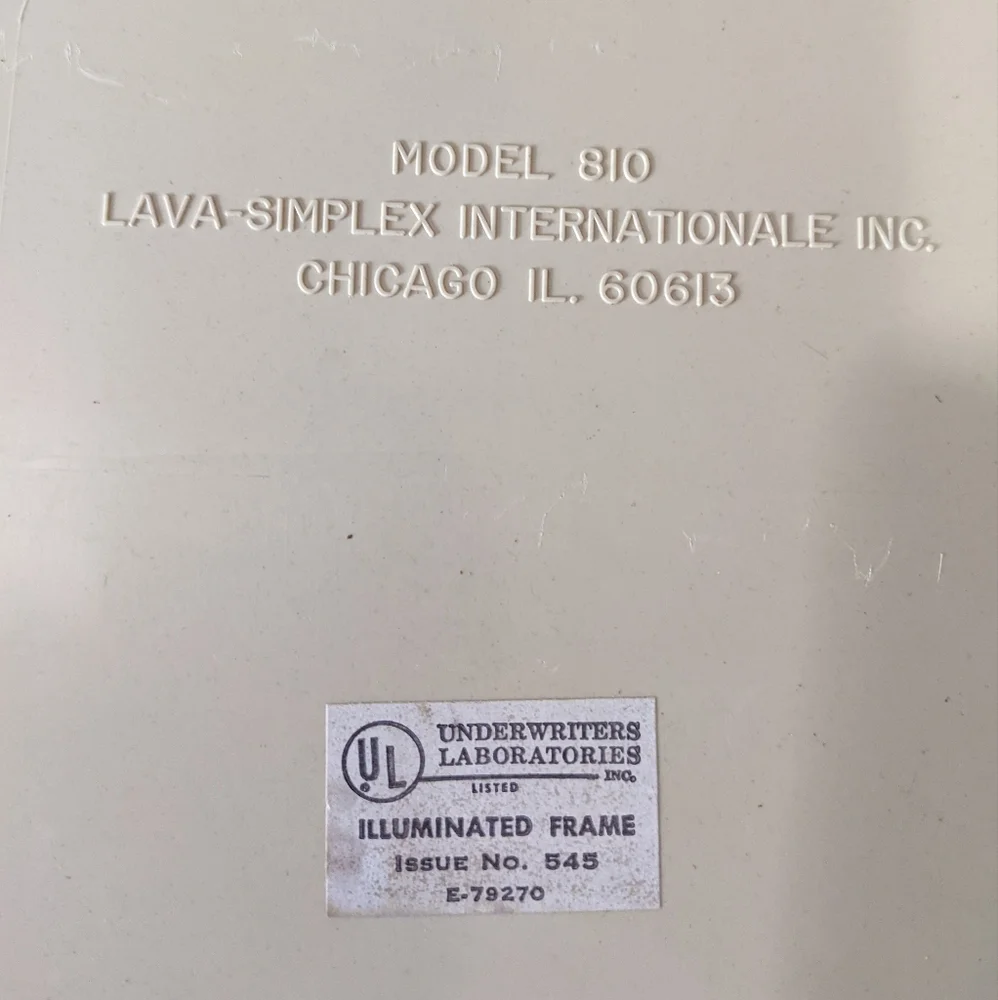 MODEL 810
LAVA-SIMPLEX INTERNATIONALE INC.
CHICAGO IL. 60613
UL ®
UNDERWRITERS
LABORATORIES
INC.
LISTED
ILLUMINATED FRAME
ISSUE NO. 545
E-79270